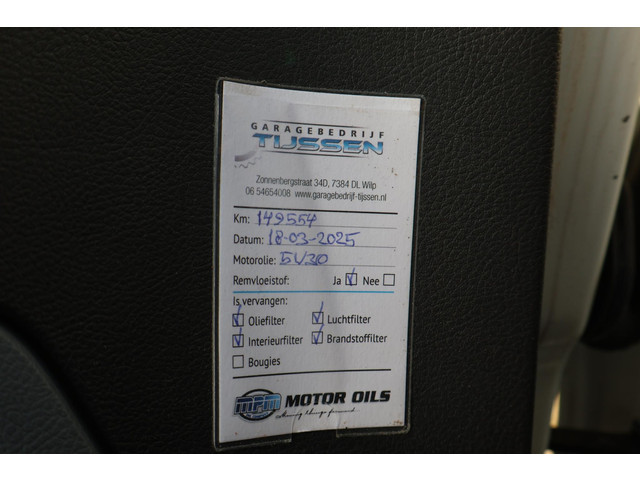 GARAGEBEDRIJF
TIJSSEN
Zonnenbergstraat 34D, 7384 DL Wilp
06 54654008 www.garagebedrijf-tijssen.nl
Km: 149554
Datum: 18-03-2025
Motorolie: 5W30
Remvloeistof: Ja Nee
Is vervangen:
Oliefilter Luchtfilter
Interieurfilter Brandstoffilter
Bougies
MPM MOTOR OILS